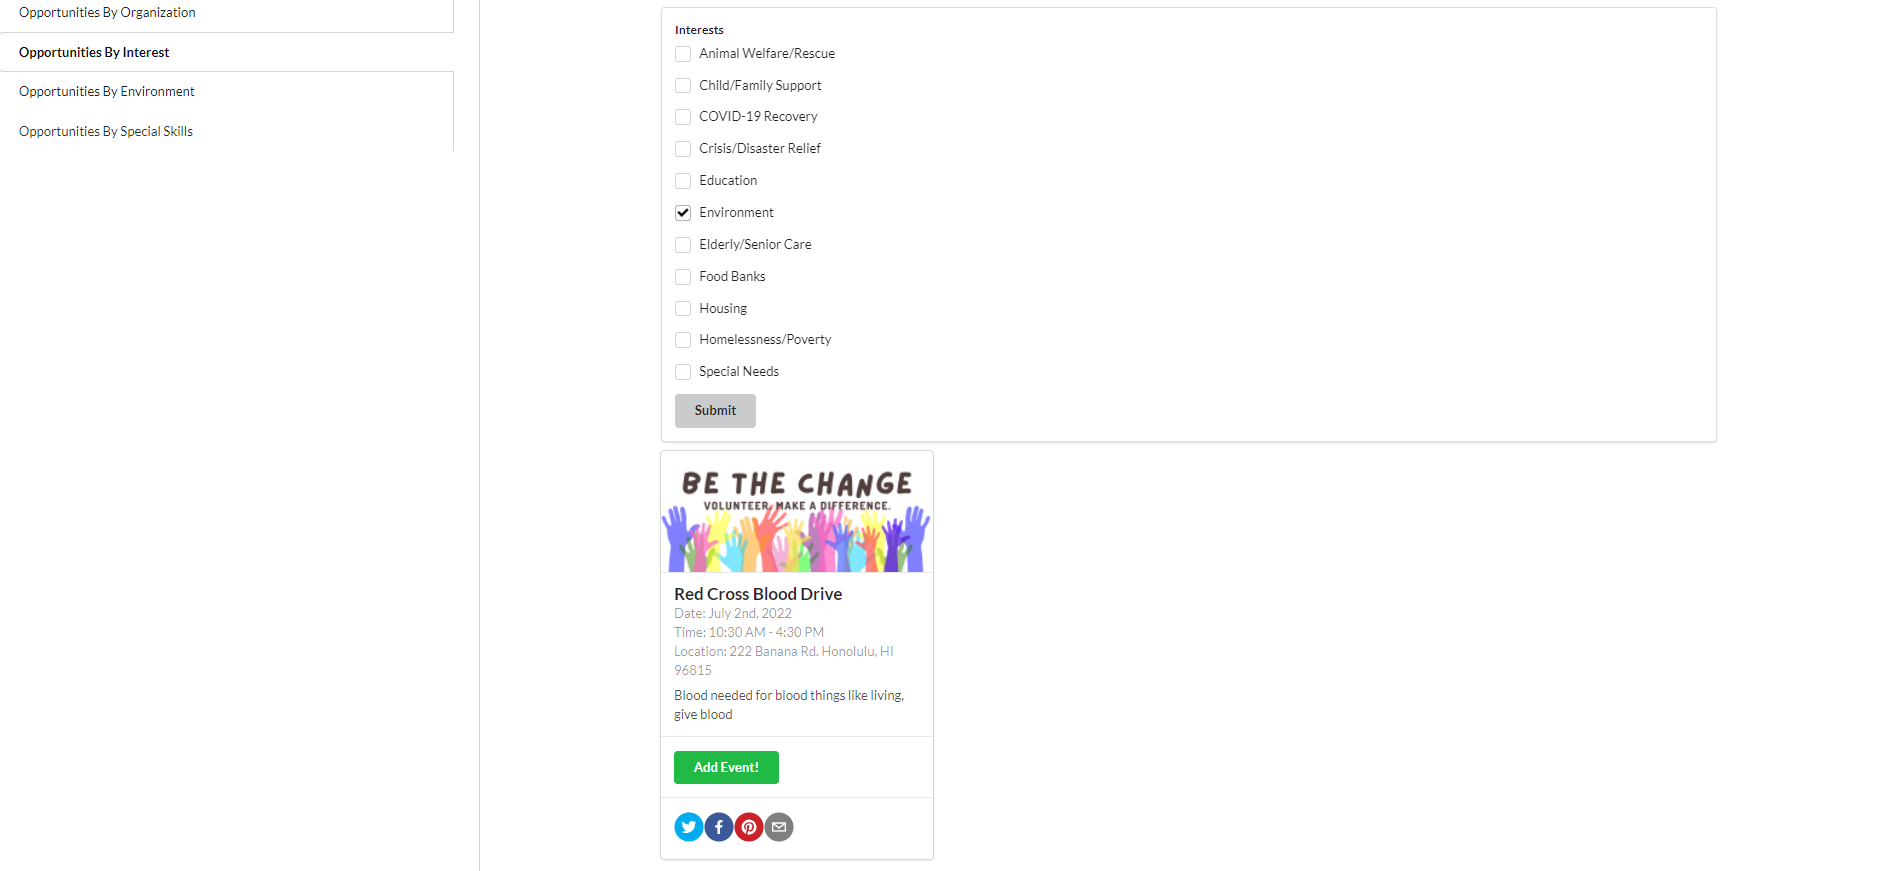 Opportunities By Organization
Opportunities By Interest
Opportunities By Environment
Opportunities By Special Skills
Interests
Animal Welfare/Rescue
Child/Family Support
COVID-19 Recovery
Crisis/Disaster Relief
Education
Environment
Elderly/Senior Care
Food Banks
Housing
Homelessness/Poverty
Special Needs
Submit
BE THE CHANGE
VOLUNTEER. MAKE A DIFFERENCE.
Red Cross Blood Drive
Date: July 2nd, 2022
Time: 10:30 AM - 4:30 PM
Location: 222 Banana Rd. Honolulu, HI
96815
Blood needed for blood things like living,
give blood
Add Event!